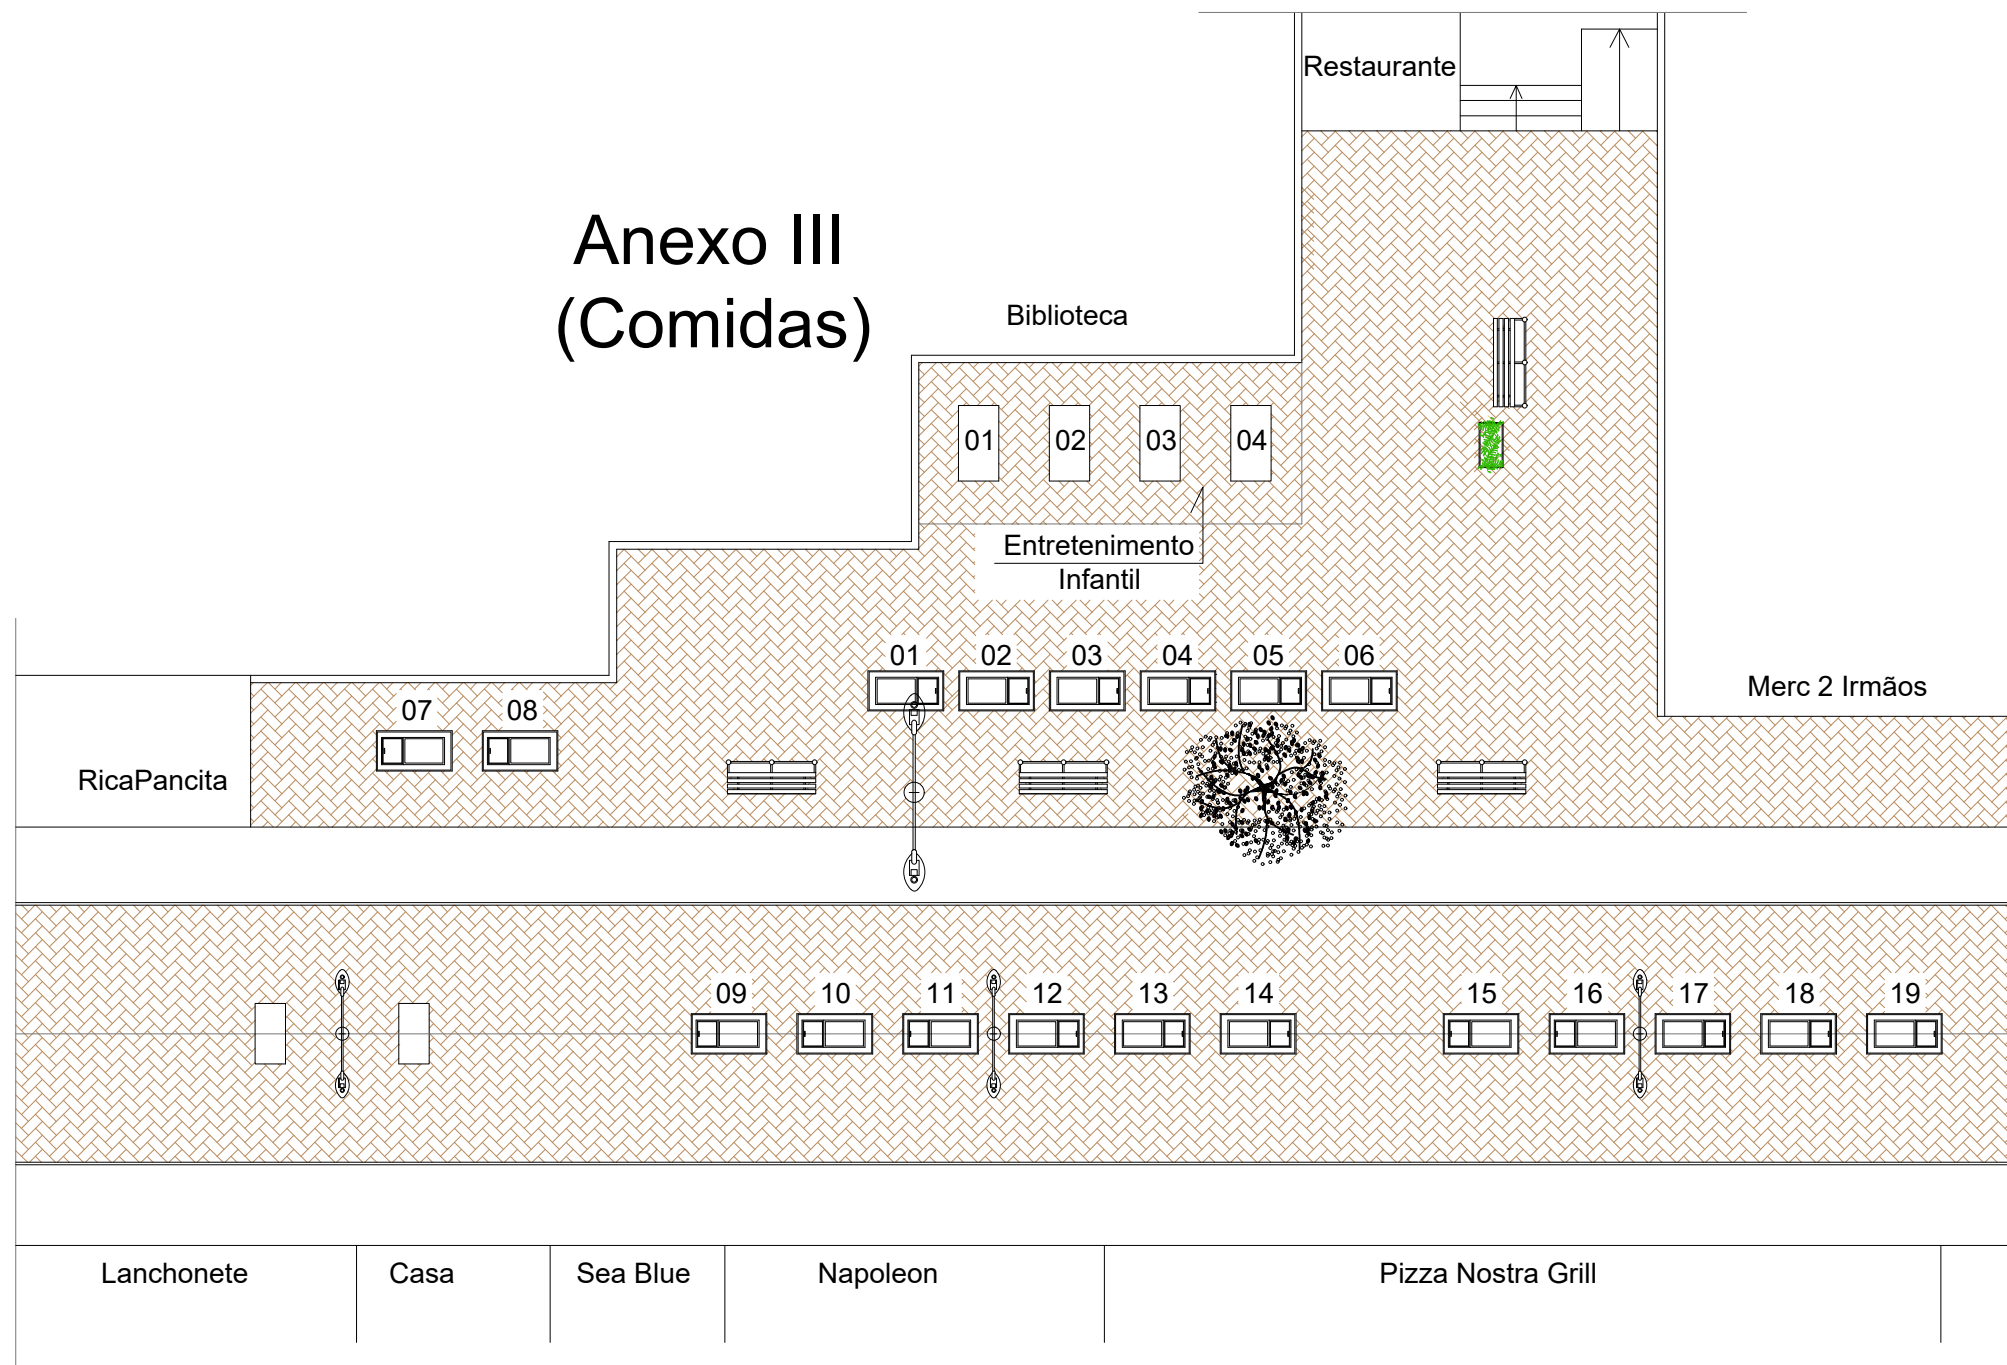 Restaurante
Anexo III
(Comidas)
Biblioteca
01 02 03 04
Entretenimento
Infantil
01 02 03 04 05 06
Merc 2 Irmãos
07 08
RicaPancita
09 10 11 12 13 14 15 16 17 18 19
Lanchonete Casa Sea Blue Napoleon Pizza Nostra Grill